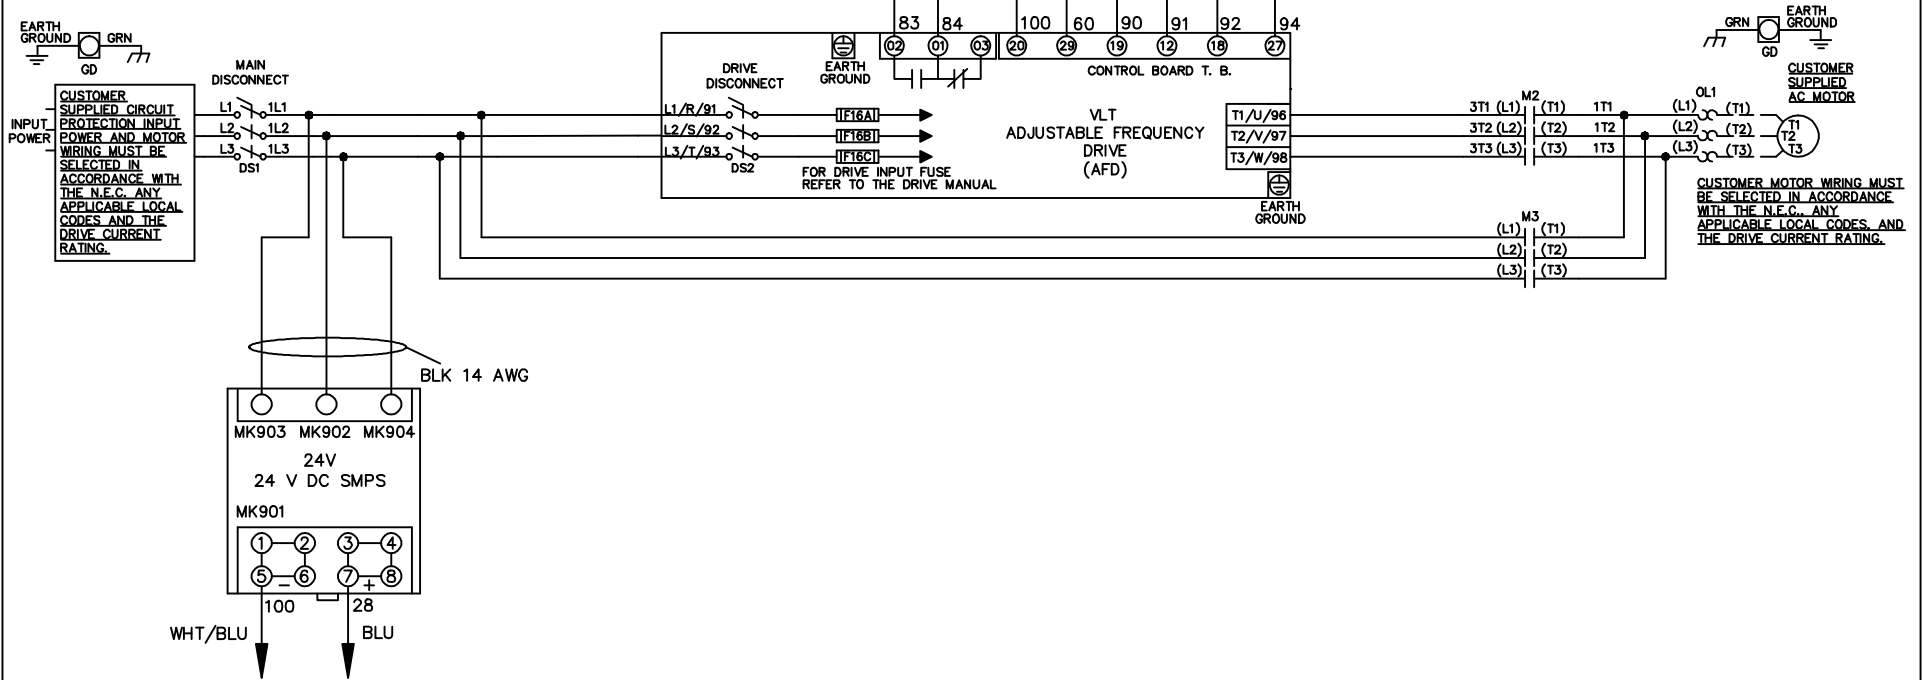 83 84 100 60 90 91 92 94
EARTH
GROUND
GRN
GD
02 01 03 20 29 19 12 18 27
EARTH
GROUND
CONTROL BOARD T. B.
GRN
EARTH
GROUND
GD
MAIN
DISCONNECT
DRIVE
DISCONNECT
CUSTOMER
SUPPLIED
AC MOTOR
INPUT
POWER
CUSTOMER
SUPPLIED CIRCUIT
PROTECTION INPUT
POWER AND MOTOR
WIRING MUST BE
SELECTED IN
ACCORDANCE WITH
THE N.E.C. ANY
APPLICABLE LOCAL
CODES AND THE
DRIVE CURRENT
RATING.
L1 1L1
L2 1L2
L3 1L3
DS1
L1/R/91
L2/S/92
L3/T/93
DS2
F16A
F16B
F16C
FOR DRIVE INPUT FUSE
REFER TO THE DRIVE MANUAL
VLT
ADJUSTABLE FREQUENCY
DRIVE
(AFD)
T1/U/96
T2/V/97
T3/W/98
EARTH
GROUND
M2
3T1 (L1) (T1) 1T1
3T2 (L2) (T2) 1T2
3T3 (L3) (T3) 1T3
OL1
(L1) (T1)
(L2) (T2)
(L3) (T3)
T1
T2
T3
CUSTOMER MOTOR WIRING MUST
BE SELECTED IN ACCORDANCE
WITH THE N.E.C., ANY
APPLICABLE LOCAL CODES, AND
THE DRIVE CURRENT RATING.
M3
(L1) (T1)
(L2) (T2)
(L3) (T3)
BLK 14 AWG
MK903 MK902 MK904
24V
24 V DC SMPS
MK901
1 2 3 4
5 6 7 8
− +
100 28
WHT/BLU BLU